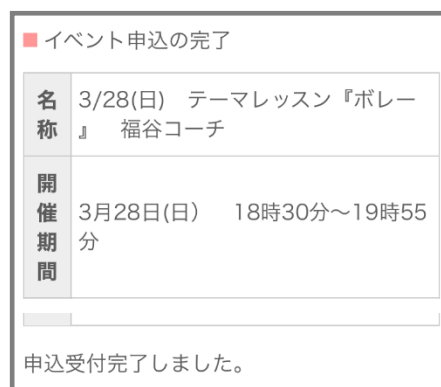 ■ イベント申込の完了
名称
3/28(日)　テーマレッスン『ボレー
』　福谷コーチ
開催期間
3月28日(日)　18時30分～19時55
分
申込受付完了しました。